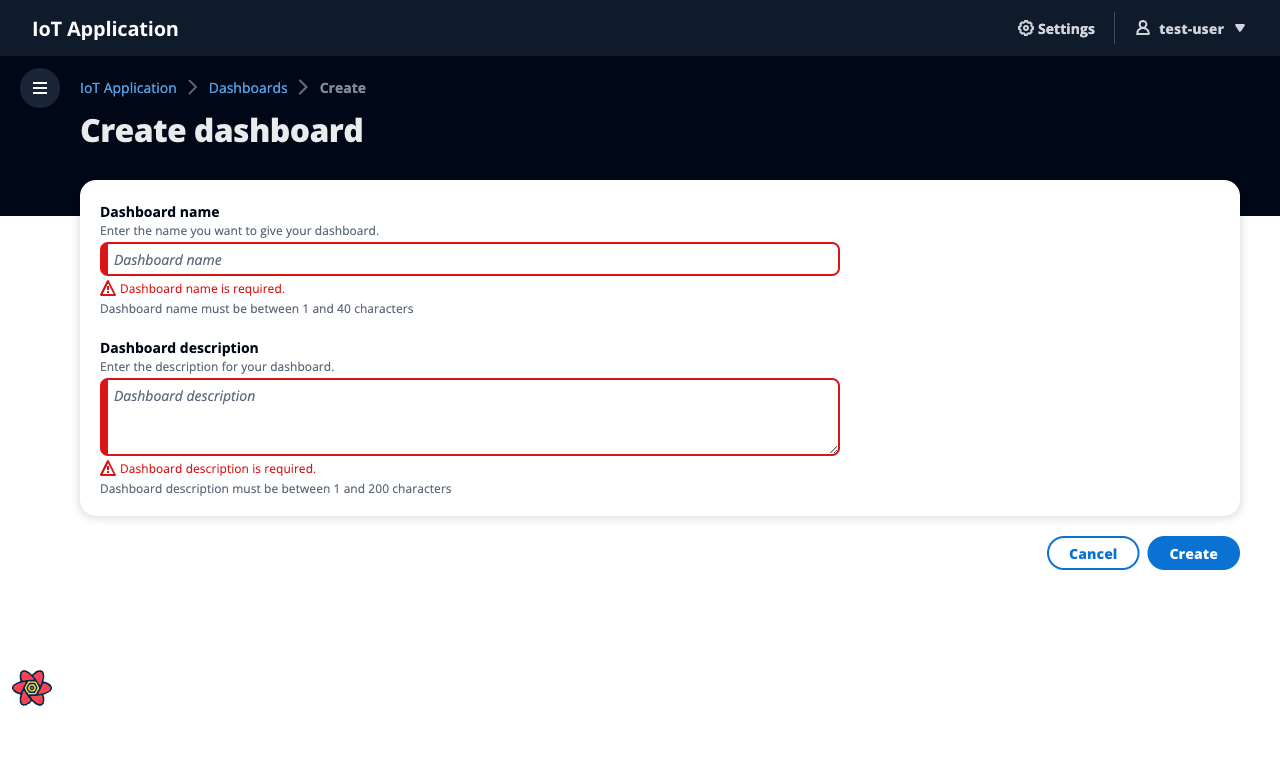 IoT Application
Settings
test-user
IoT Application
Dashboards
Create
Create dashboard
Dashboard name
Enter the name you want to give your dashboard.
Dashboard name
Dashboard name is required.
Dashboard name must be between 1 and 40 characters
Dashboard description
Enter the description for your dashboard.
Dashboard description
Dashboard description is required.
Dashboard description must be between 1 and 200 characters
Cancel
Create